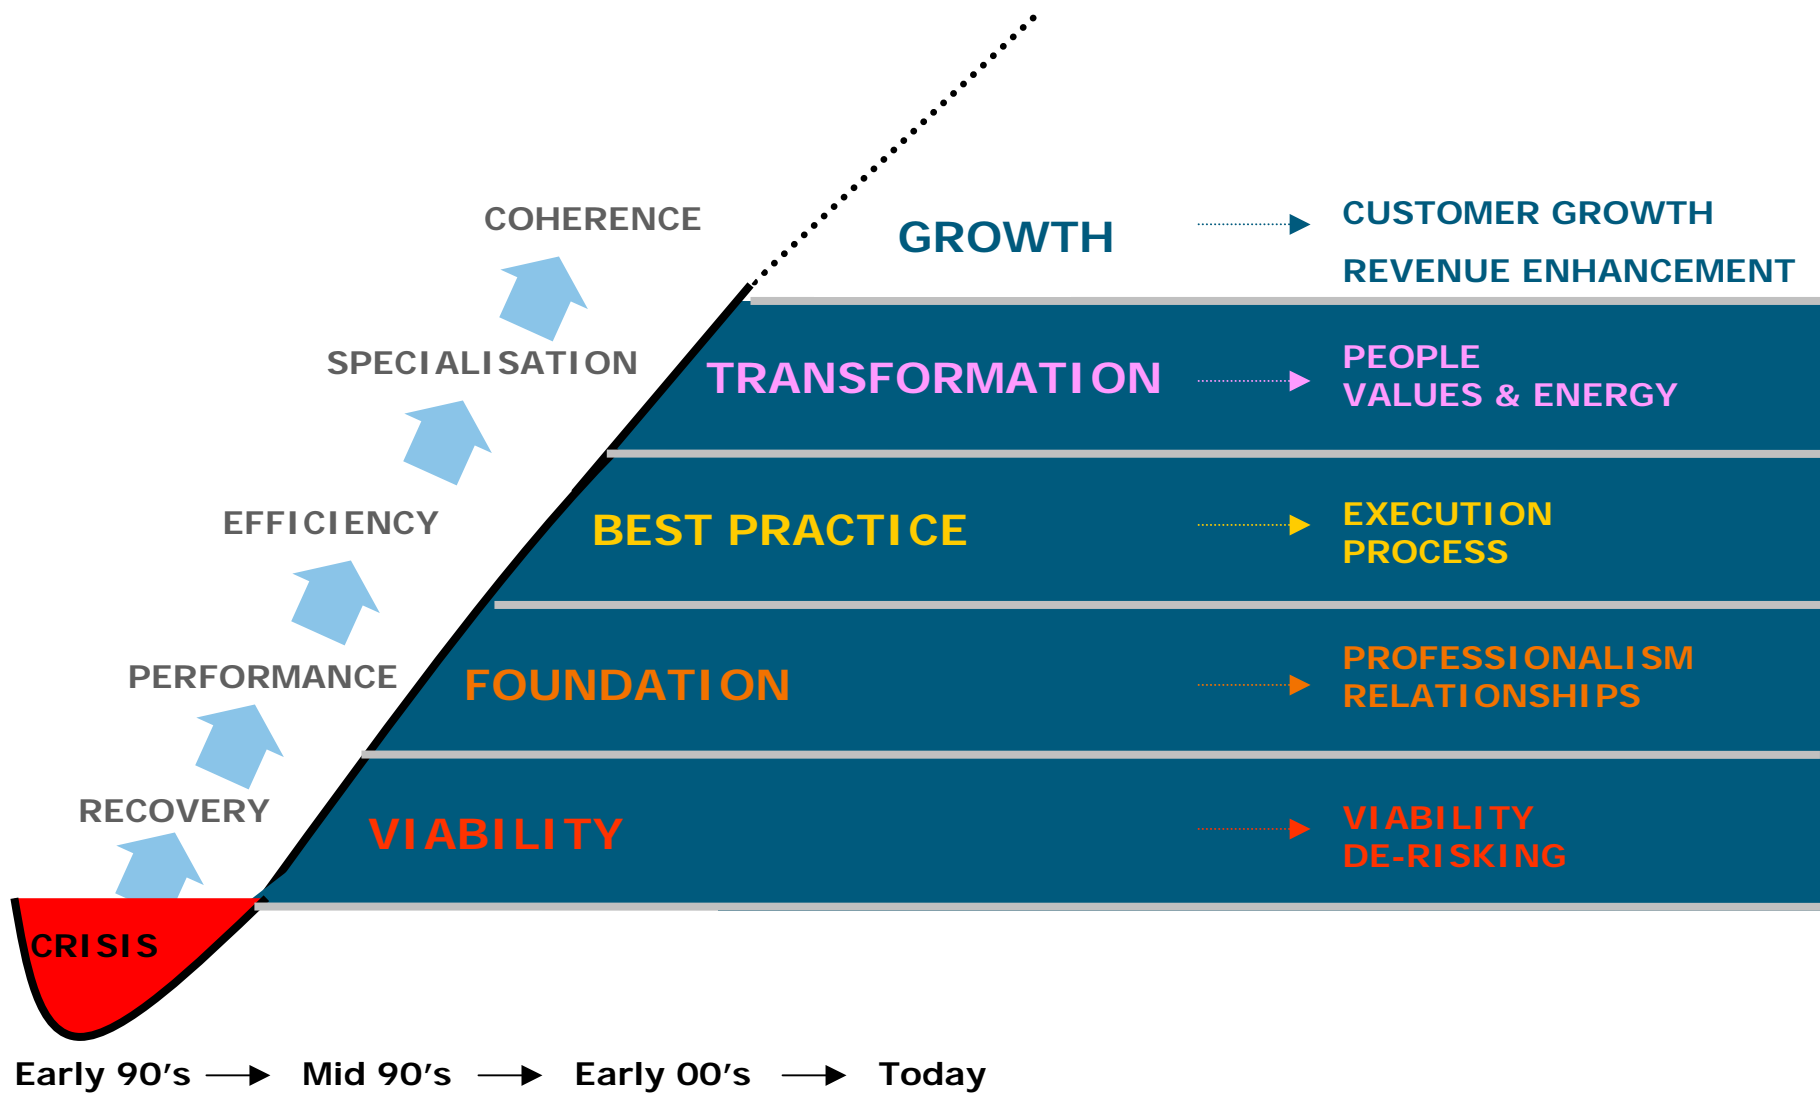 COHERENCE
GROWTH
CUSTOMER GROWTH
REVENUE ENHANCEMENT
SPECIALISATION
TRANSFORMATION
PEOPLE
VALUES & ENERGY
EFFICIENCY
BEST PRACTICE
EXECUTION
PROCESS
PERFORMANCE
FOUNDATION
PROFESSIONALISM
RELATIONSHIPS
RECOVERY
VIABILITY
VIABILITY
DE-RISKING
CRISIS
Early 90's Mid 90's Early 00's Today